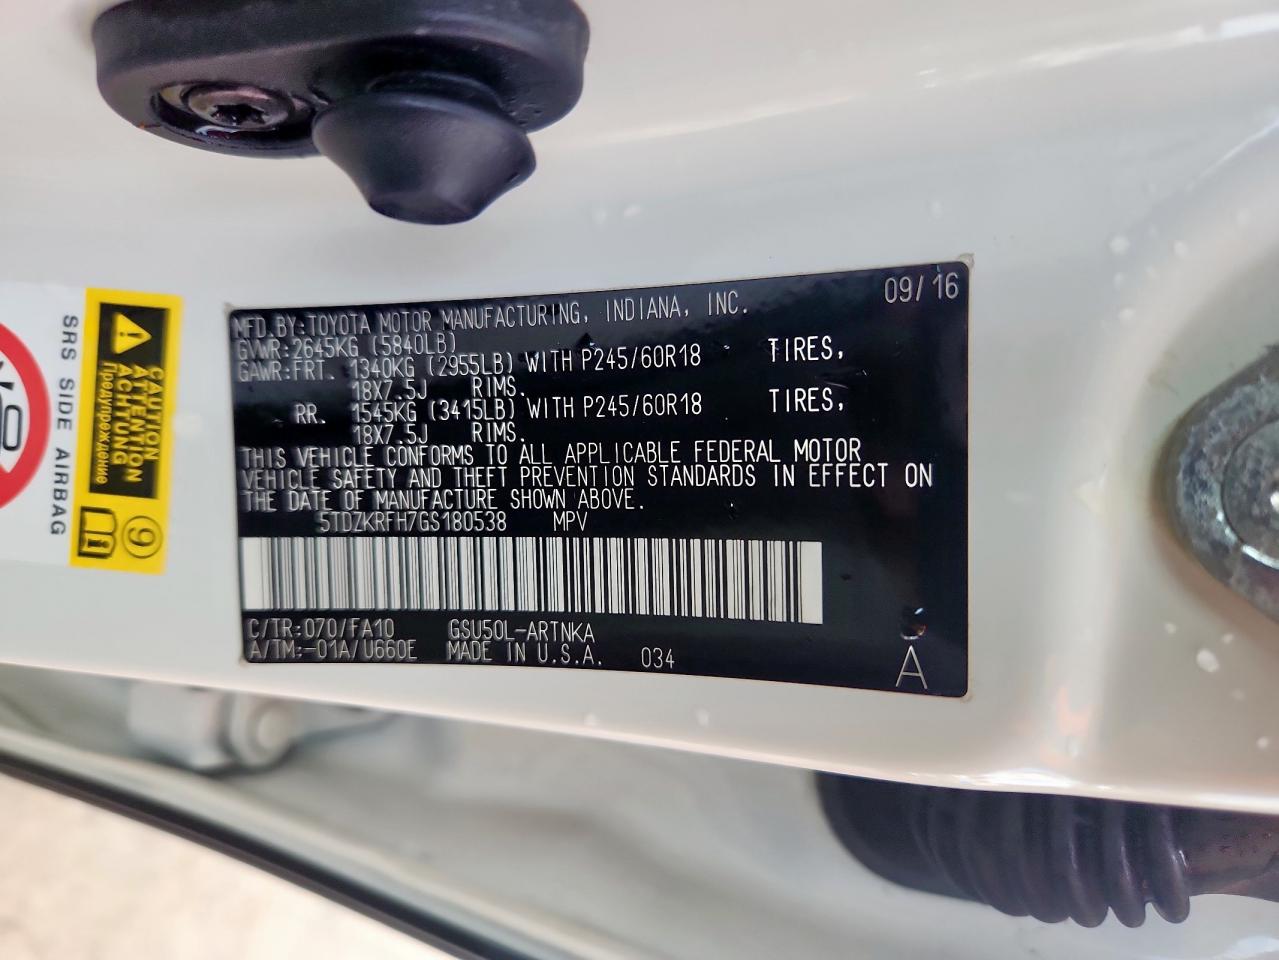 09/16
MFD.BY:TOYOTA MOTOR MANUFACTURING, INDIANA, INC.
GVWR:2645KG (5840LB)
GAWR:FRT. 1340KG (2955LB) WITH P245/60R18 TIRES,
18X7.5J RIMS.
RR. 1545KG (3415LB) WITH P245/60R18 TIRES,
18X7.5J RIMS.
THIS VEHICLE CONFORMS TO ALL APPLICABLE FEDERAL MOTOR
VEHICLE SAFETY AND THEFT PREVENTION STANDARDS IN EFFECT ON
THE DATE OF MANUFACTURE SHOWN ABOVE.
5TDZKRFH7GS180538 MPV
C/TR:070/FA10 GSU50L-ARTNKA
A/TM:-01A/U660E MADE IN U.S.A. 034
A
CAUTION
ATTENTION
ACHTUNG
Предупреждение
9
SRS SIDE AIRBAG